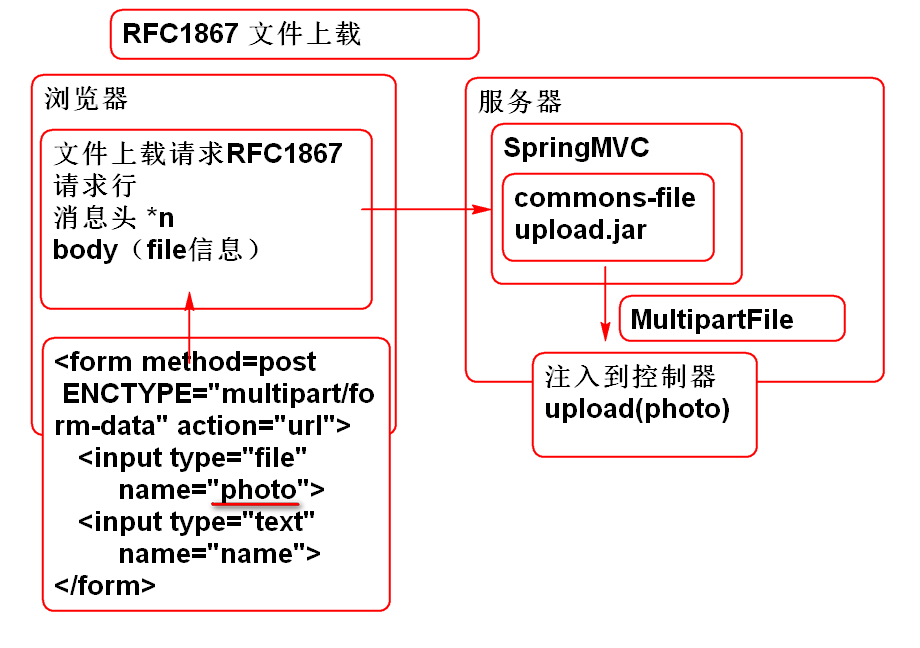 RFC1867 文件上载
浏览器
文件上载请求RFC1867
请求行
消息头 *n
body（file信息）
<form method=post
ENCTYPE="multipart/fo
rm-data" action="url">
<input type="file"
name="photo">
<input type="text"
name="name">
</form>
服务器
SpringMVC
commons-file
upload.jar
MultipartFile
注入到控制器
upload(photo)